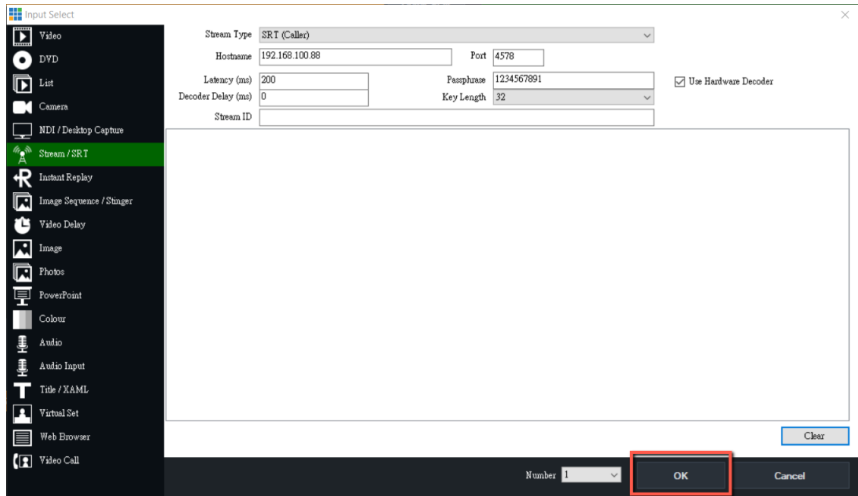 Input Select
Video
DVD
List
Camera
NDI / Desktop Capture
Stream / SRT
Instant Replay
Image Sequence / Stinger
Video Delay
Image
Photos
PowerPoint
Colour
Audio
Audio Input
Title / XAML
Virtual Set
Web Browser
Video Call
Stream Type SRT (Caller)
Hostname 192.168.100.88 Port 4578
Latency (ms) 200 Passphrase 1234567891 Use Hardware Decoder
Decoder Delay (ms) 0 Key Length 32
Stream ID
Clear
Number 1 OK Cancel